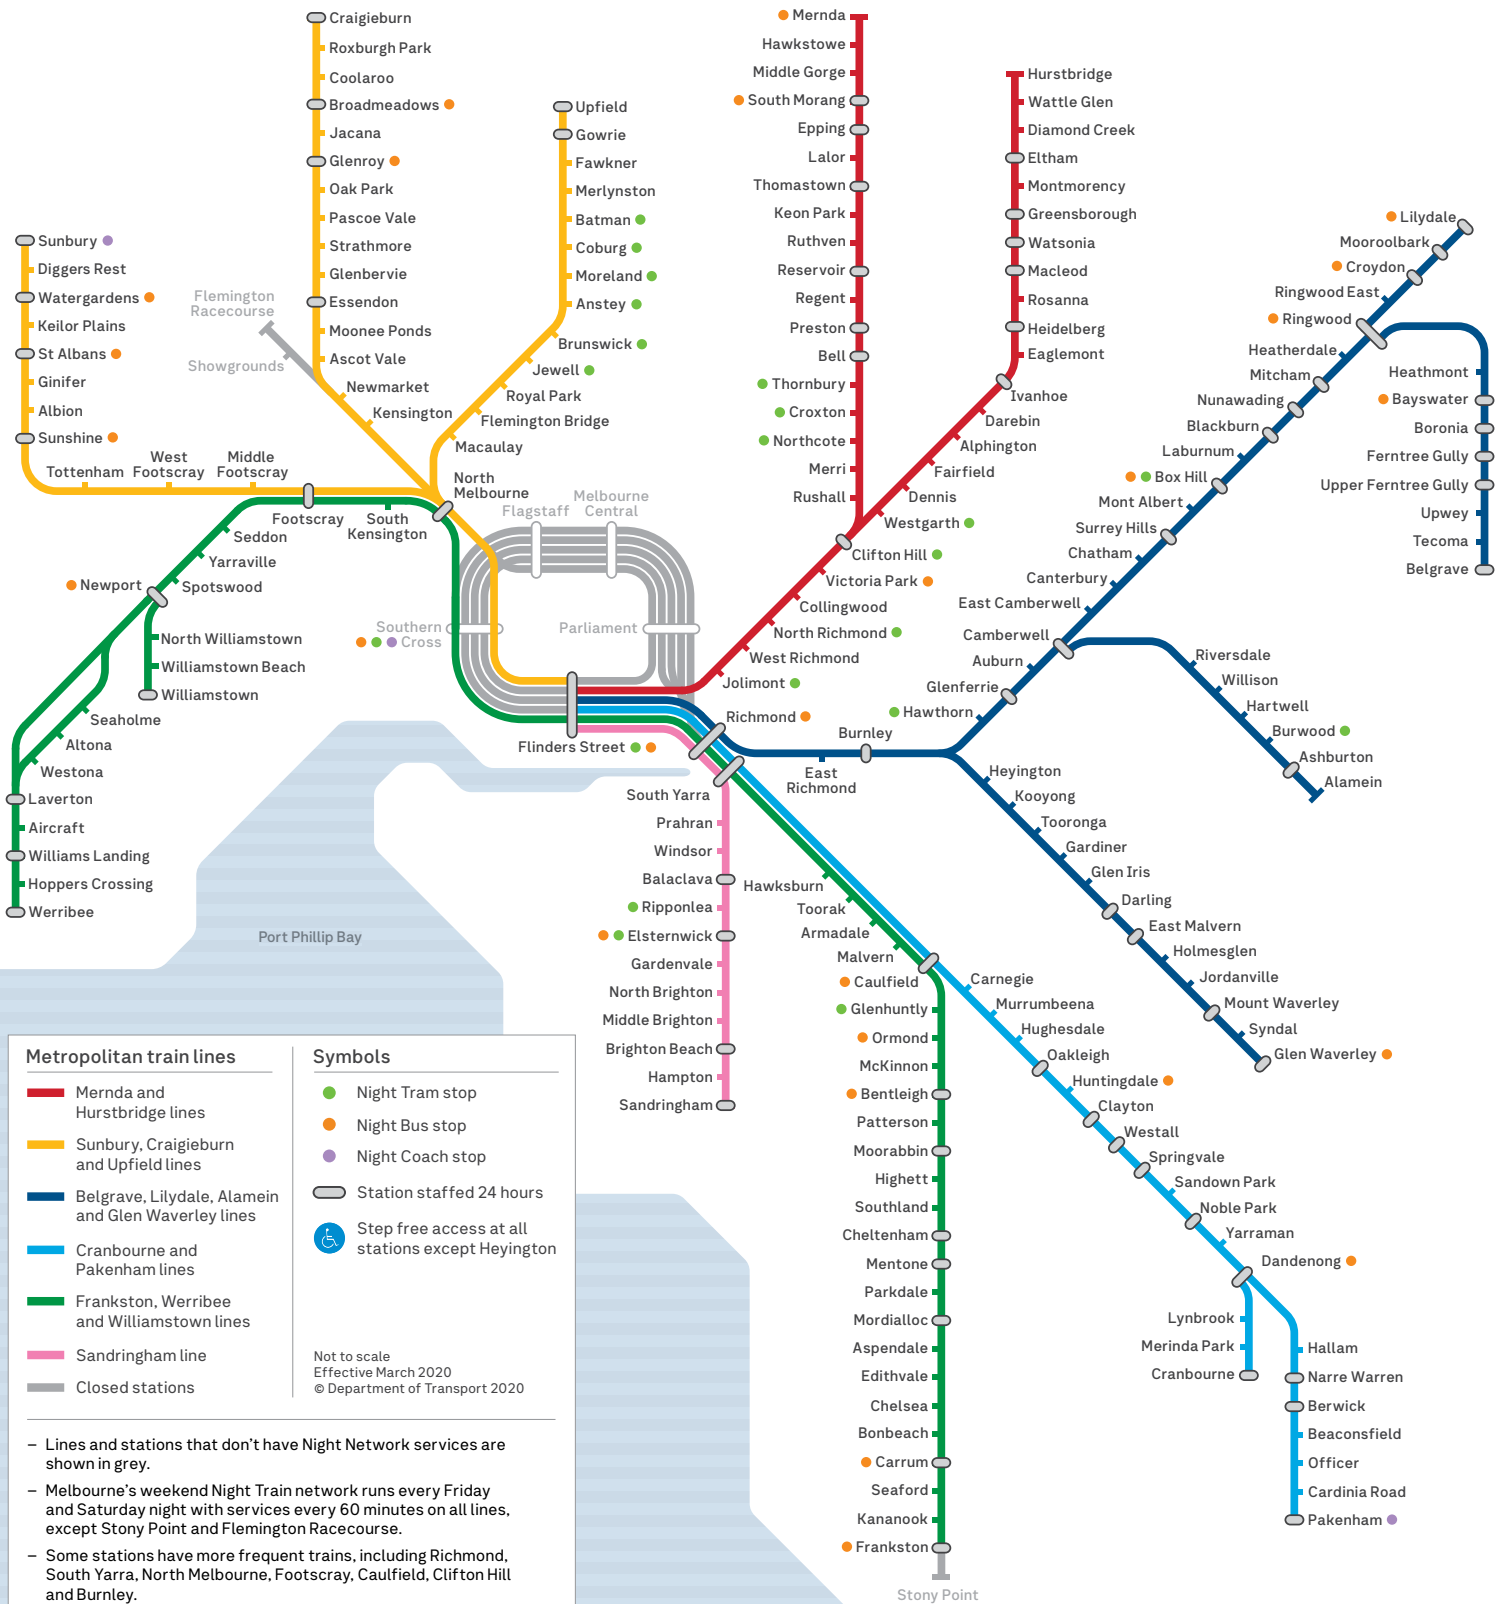 Craigieburn
Roxburgh Park
Coolaroo
Broadmeadows
Jacana
Glenroy
Oak Park
Pascoe Vale
Strathmore
Glenbervie
Essendon
Moonee Ponds
Ascot Vale
Newmarket
Kensington
Flemington
Racecourse
Showgrounds
Upfield
Gowrie
Fawkner
Merlynston
Batman
Coburg
Moreland
Anstey
Brunswick
Jewell
Royal Park
Flemington Bridge
Macaulay
Sunbury
Diggers Rest
Watergardens
Keilor Plains
St Albans
Ginifer
Albion
Sunshine
Tottenham
West
Footscray
Middle
Footscray
Footscray
South
Kensington
North
Melbourne
Seddon
Yarraville
Spotswood
Newport
North Williamstown
Williamstown Beach
Williamstown
Seaholme
Altona
Westona
Laverton
Aircraft
Williams Landing
Hoppers Crossing
Werribee
Flagstaff
Melbourne
Central
Southern
Cross
Parliament
Flinders Street
Mernda
Hawkstowe
Middle Gorge
South Morang
Epping
Lalor
Thomastown
Keon Park
Ruthven
Reservoir
Regent
Preston
Bell
Thornbury
Croxton
Northcote
Merri
Rushall
Hurstbridge
Wattle Glen
Diamond Creek
Eltham
Montmorency
Greensborough
Watsonia
Macleod
Rosanna
Heidelberg
Eaglemont
Ivanhoe
Darebin
Alphington
Fairfield
Dennis
Westgarth
Clifton Hill
Victoria Park
Collingwood
North Richmond
West Richmond
Jolimont
Richmond
East
Richmond
Burnley
Hawthorn
Glenferrie
Auburn
Camberwell
East Camberwell
Canterbury
Chatham
Surrey Hills
Mont Albert
Box Hill
Laburnum
Blackburn
Nunawading
Mitcham
Heatherdale
Ringwood
Ringwood East
Croydon
Mooroolbark
Lilydale
Heathmont
Bayswater
Boronia
Ferntree Gully
Upper Ferntree Gully
Upwey
Tecoma
Belgrave
Riversdale
Willison
Hartwell
Burwood
Ashburton
Alamein
Heyington
Kooyong
Tooronga
Gardiner
Glen Iris
Darling
East Malvern
Holmesglen
Jordanville
Mount Waverley
Syndal
Glen Waverley
South Yarra
Prahran
Windsor
Balaclava
Ripponlea
Elsternwick
Gardenvale
North Brighton
Middle Brighton
Brighton Beach
Hampton
Sandringham
Hawksburn
Toorak
Armadale
Malvern
Caulfield
Glenhuntly
Ormond
McKinnon
Bentleigh
Patterson
Moorabbin
Highett
Southland
Cheltenham
Mentone
Parkdale
Mordialloc
Aspendale
Edithvale
Chelsea
Bonbeach
Carrum
Seaford
Kananook
Frankston
Stony Point
Carnegie
Murrumbeena
Hughesdale
Oakleigh
Huntingdale
Clayton
Westall
Springvale
Sandown Park
Noble Park
Yarraman
Dandenong
Lynbrook
Merinda Park
Cranbourne
Hallam
Narre Warren
Berwick
Beaconsfield
Officer
Cardinia Road
Pakenham
Port Phillip Bay
Metropolitan train lines
Mernda and
Hurstbridge lines
Sunbury, Craigieburn
and Upfield lines
Belgrave, Lilydale, Alamein
and Glen Waverley lines
Cranbourne and
Pakenham lines
Frankston, Werribee
and Williamstown lines
Sandringham line
Closed stations
Symbols
Night Tram stop
Night Bus stop
Night Coach stop
Station staffed 24 hours
Step free access at all
stations except Heyington
Not to scale
Effective March 2020
© Department of Transport 2020
– Lines and stations that don't have Night Network services are
shown in grey.
– Melbourne's weekend Night Train network runs every Friday
and Saturday night with services every 60 minutes on all lines,
except Stony Point and Flemington Racecourse.
– Some stations have more frequent trains, including Richmond,
South Yarra, North Melbourne, Footscray, Caulfield, Clifton Hill
and Burnley.